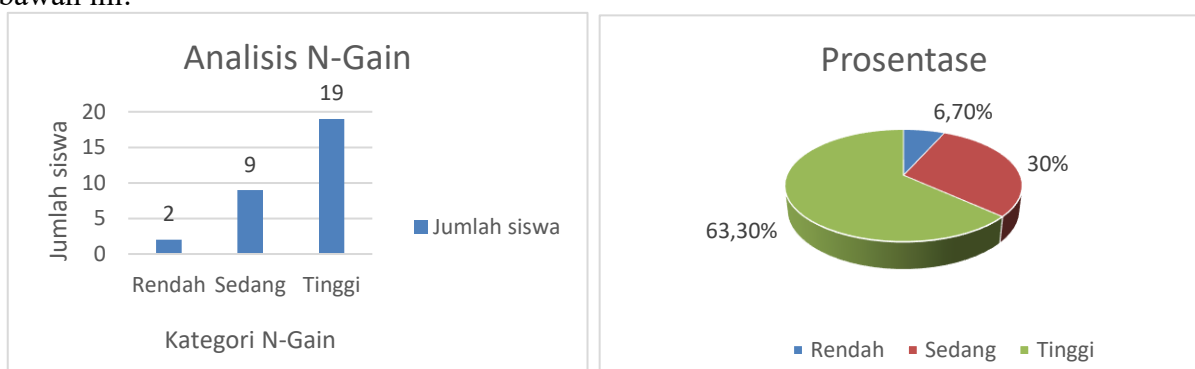 Analisis N-Gain
Jumlah siswa
20
15
10
5
0
2
9
19
Rendah Sedang Tinggi
Kategori N-Gain
Jumlah siswa
Prosentase
6,70%
30%
63,30%
Rendah Sedang Tinggi